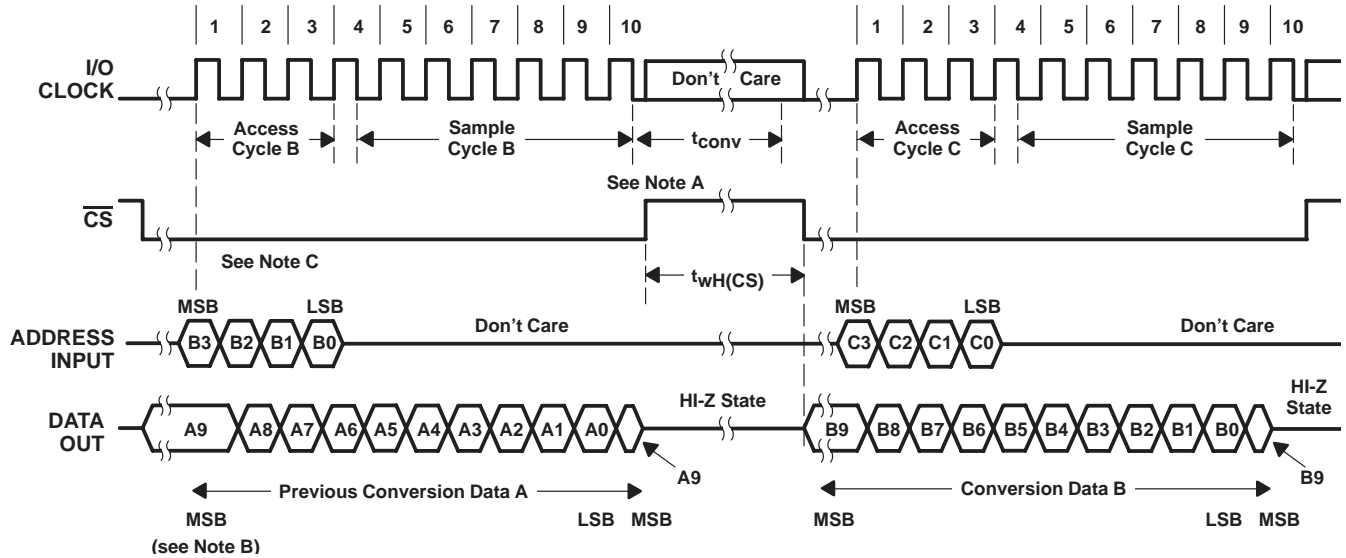 1 2 3 4 5 6 7 8 9 10 1 2 3 4 5 6 7 8 9 10
I/O
CLOCK
Don't Care
Access
Cycle B
Sample
Cycle B
tconv
Access
Cycle C
Sample
Cycle C
See Note A
CS
See Note C
twH(CS)
MSB LSB MSB LSB
ADDRESS
INPUT
B3 B2 B1 B0 Don't Care C3 C2 C1 C0 Don't Care
HI-Z State
HI-Z
State
DATA
OUT
A9 A8 A7 A6 A5 A4 A3 A2 A1 A0 B9 B8 B7 B6 B5 B4 B3 B2 B1 B0
A9 B9
Previous Conversion Data A Conversion Data B
MSB LSB MSB MSB LSB MSB
(see Note B)